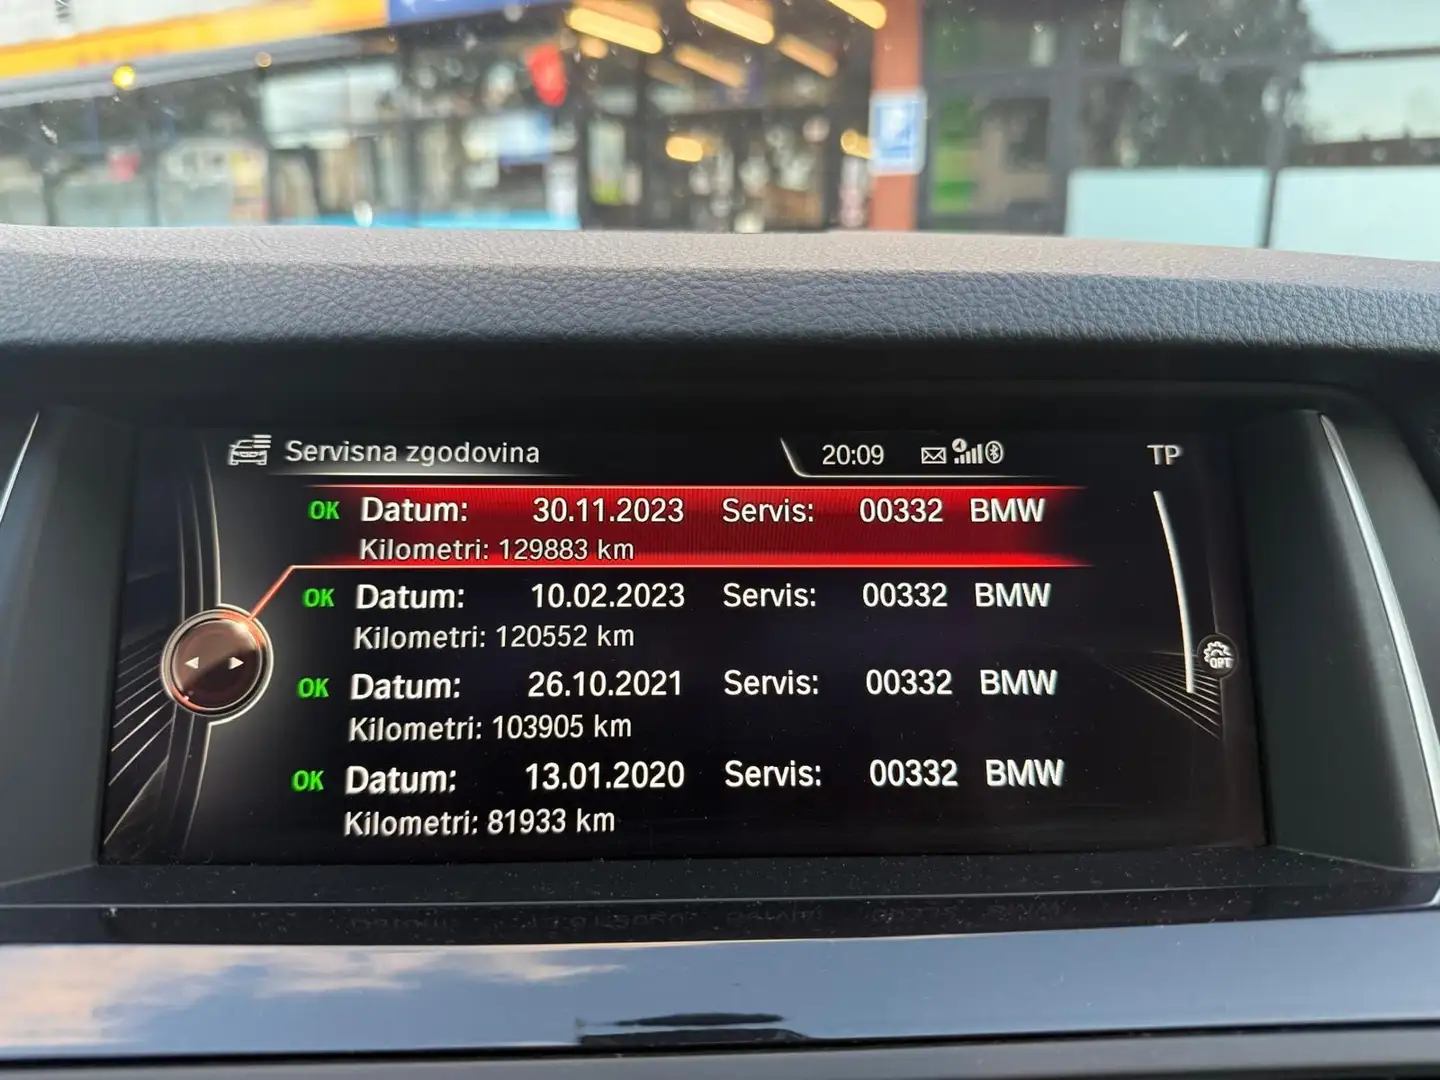 Servisna zgodovina 20:09 TP
OK Datum: 30.11.2023 Servis: 00332 BMW
Kilometri: 129883 km
OK Datum: 10.02.2023 Servis: 00332 BMW
Kilometri: 120552 km
OK Datum: 26.10.2021 Servis: 00332 BMW
Kilometri: 103905 km
OPT
OK Datum: 13.01.2020 Servis: 00332 BMW
Kilometri: 81933 km